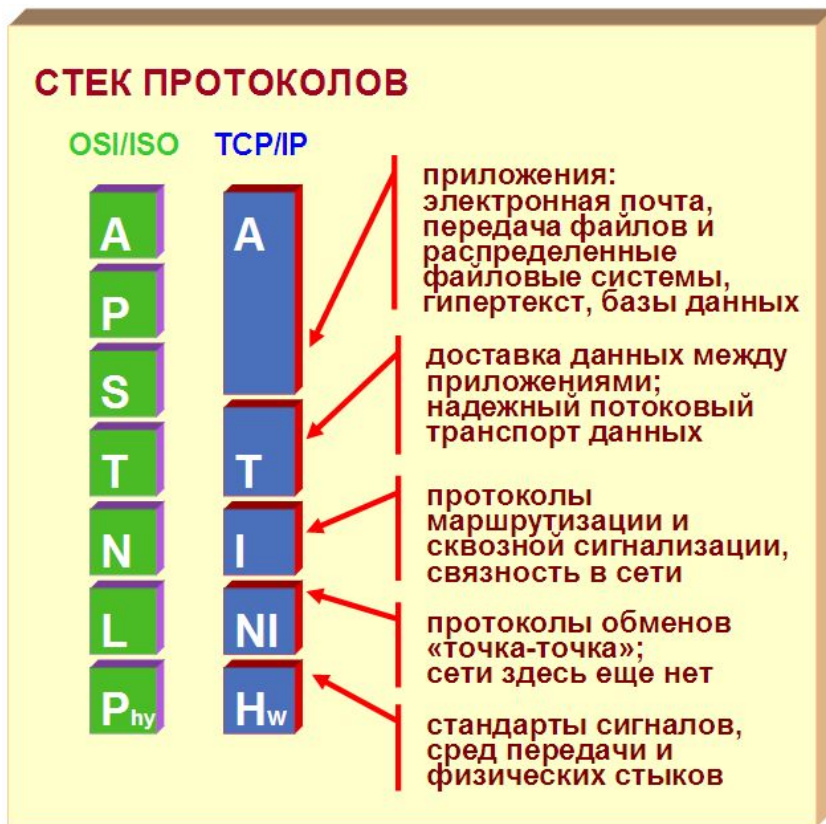 СТЕК ПРОТОКОЛОВ
OSI/ISO TCP/IP
A
P
S
T
N
L
Phy
A
T
I
NI
Hw
приложения:
электронная почта,
передача файлов и
распределенные
файловые системы,
гипертекст, базы данных
доставка данных между
приложениями;
надежный потоковый
транспорт данных
протоколы
маршрутизации и
сквозной сигнализации,
связность в сети
протоколы обменов
«точка-точка»;
сети здесь еще нет
стандарты сигналов,
сред передачи и
физических стыков